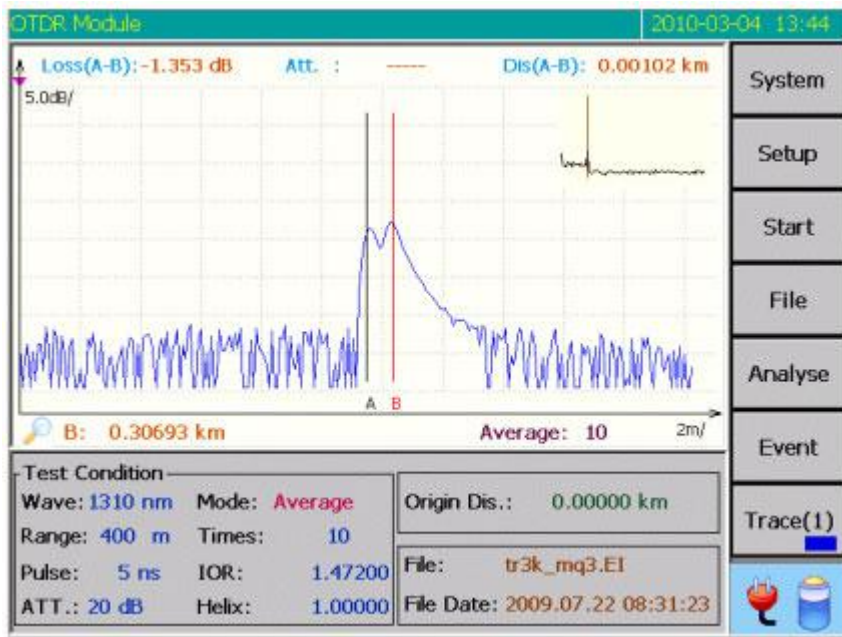 OTDR Module 2010-03-04 13:44
Loss(A-B):-1.353 dB Att. : ----- Dis(A-B): 0.00102 km
5.0dB/
A B
B: 0.30693 km Average: 10 2m/
System
Setup
Start
File
Analyse
Event
Trace(1)
Test Condition
Wave: 1310 nm Mode: Average
Range: 400 m Times: 10
Pulse: 5 ns IOR: 1.47200
ATT.: 20 dB Helix: 1.00000
Origin Dis.: 0.00000 km
File: tr3k_mq3.EI
File Date: 2009.07.22 08:31:23